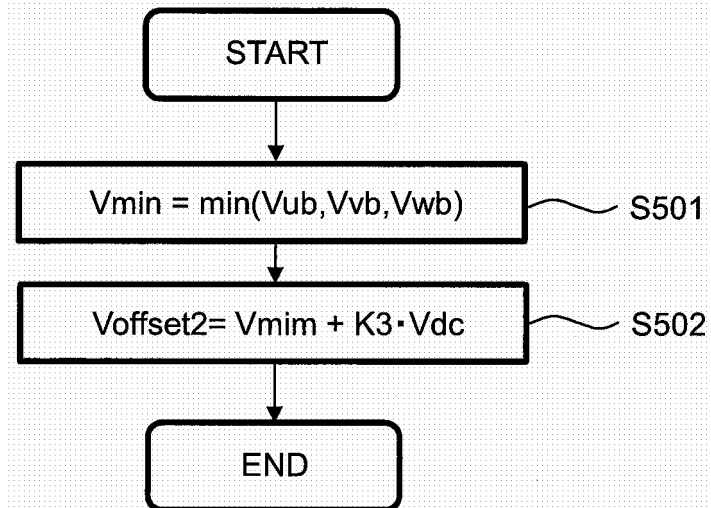 START
Vmin = min(Vub,Vvb,Vwb)
S501
Voffset2= Vmim + K3･Vdc
S502
END